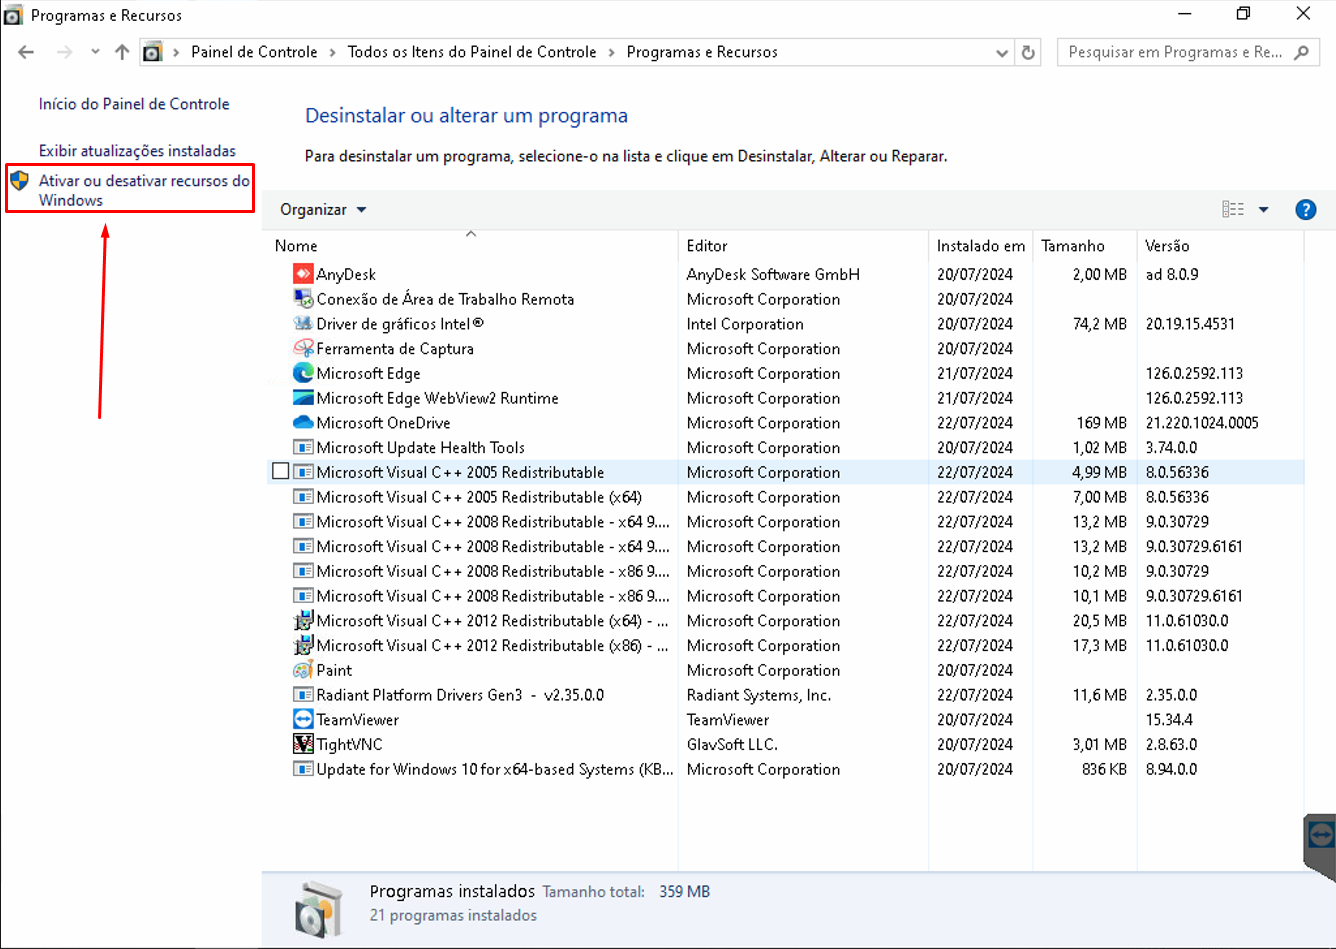 Programas e Recursos
Painel de Controle > Todos os Itens do Painel de Controle > Programas e Recursos
Pesquisar em Programas e Re...
Início do Painel de Controle
Exibir atualizações instaladas
Ativar ou desativar recursos do
Windows
Desinstalar ou alterar um programa
Para desinstalar um programa, selecione-o na lista e clique em Desinstalar, Alterar ou Reparar.
Organizar
?
Nome Editor Instalado em Tamanho Versão
AnyDesk AnyDesk Software GmbH 20/07/2024 2,00 MB ad 8.0.9
Conexão de Área de Trabalho Remota Microsoft Corporation 20/07/2024
Driver de gráficos Intel® Intel Corporation 20/07/2024 74,2 MB 20.19.15.4531
Ferramenta de Captura Microsoft Corporation 20/07/2024
Microsoft Edge Microsoft Corporation 21/07/2024 126.0.2592.113
Microsoft Edge WebView2 Runtime Microsoft Corporation 21/07/2024 126.0.2592.113
Microsoft OneDrive Microsoft Corporation 22/07/2024 169 MB 21.220.1024.0005
Microsoft Update Health Tools Microsoft Corporation 20/07/2024 1,02 MB 3.74.0.0
Microsoft Visual C++ 2005 Redistributable Microsoft Corporation 22/07/2024 4,99 MB 8.0.56336
Microsoft Visual C++ 2005 Redistributable (x64) Microsoft Corporation 22/07/2024 7,00 MB 8.0.56336
Microsoft Visual C++ 2008 Redistributable - x64 9.... Microsoft Corporation 22/07/2024 13,2 MB 9.0.30729
Microsoft Visual C++ 2008 Redistributable - x64 9.... Microsoft Corporation 22/07/2024 13,2 MB 9.0.30729.6161
Microsoft Visual C++ 2008 Redistributable - x86 9.... Microsoft Corporation 22/07/2024 10,2 MB 9.0.30729
Microsoft Visual C++ 2008 Redistributable - x86 9.... Microsoft Corporation 22/07/2024 10,1 MB 9.0.30729.6161
Microsoft Visual C++ 2012 Redistributable (x64) - ... Microsoft Corporation 22/07/2024 20,5 MB 11.0.61030.0
Microsoft Visual C++ 2012 Redistributable (x86) - ... Microsoft Corporation 22/07/2024 17,3 MB 11.0.61030.0
Paint Microsoft Corporation 20/07/2024
Radiant Platform Drivers Gen3 - v2.35.0.0 Radiant Systems, Inc. 22/07/2024 11,6 MB 2.35.0.0
TeamViewer TeamViewer 20/07/2024 15.34.4
TightVNC GlavSoft LLC. 20/07/2024 3,01 MB 2.8.63.0
Update for Windows 10 for x64-based Systems (KB... Microsoft Corporation 20/07/2024 836 KB 8.94.0.0
Programas instalados Tamanho total: 359 MB
21 programas instalados